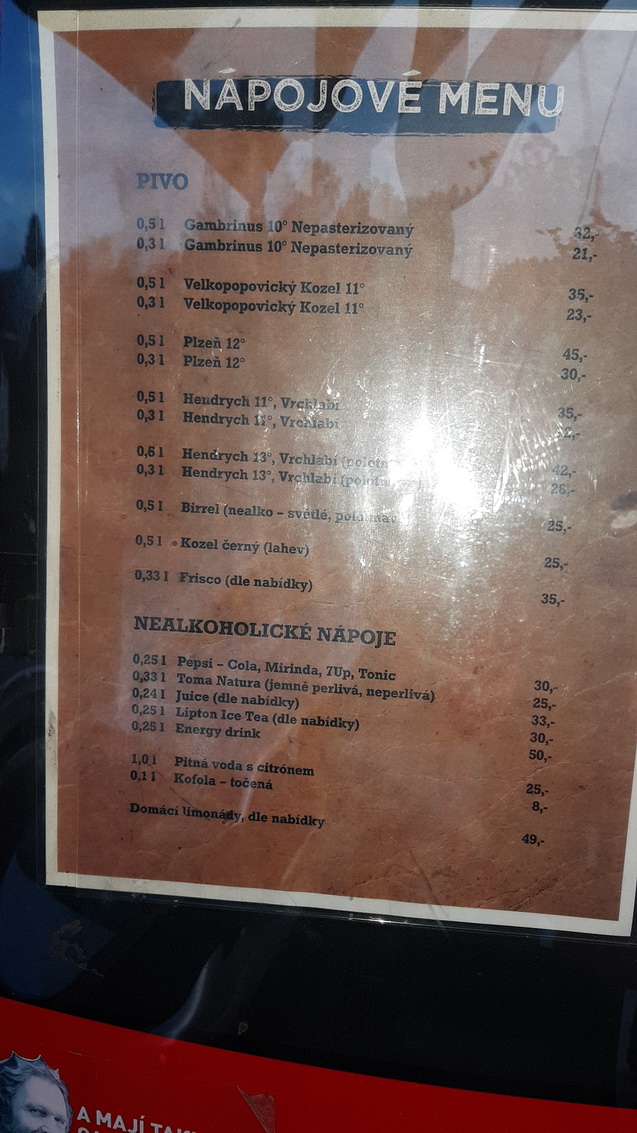 NÁPOJOVÉ MENU
PIVO
0,5 l Gambrinus 10° Nepasterizovaný 32,-
0,3 l Gambrinus 10° Nepasterizovaný 21,-
0,5 l Velkopopovický Kozel 11° 35,-
0,3 l Velkopopovický Kozel 11° 23,-
0,5 l Plzeň 12° 45,-
0,3 l Plzeň 12° 30,-
0,5 l Hendrych 11°, Vrchlabí 35,-
0,3 l Hendrych 11°, Vrchlabí
0,6 l Hendrych 13°, Vrchlabí 42,-
0,3 l Hendrych 13°, Vrchlabí 26,-
0,5 l Birrel (nealko – světlé, 25,-
0,5 l Kozel černý (lahev) 25,-
0,33 l Frisco (dle nabídky) 35,-
NEALKOHOLICKÉ NÁPOJE
0,25 l Pepsi – Cola, Mirinda, 7Up, Tonic 30,-
0,33 l Toma Natura (jemně perlivá, neperlivá) 25,-
0,24 l Juice (dle nabídky) 33,-
0,25 l Lipton Ice Tea (dle nabídky) 30,-
0,25 l Energy drink 50,-
1,0 l Pitná voda s citrónem 25,-
0,1 l Kofola – točená 8,-
Domácí limonády, dle nabídky 49,-
A MAJÍ